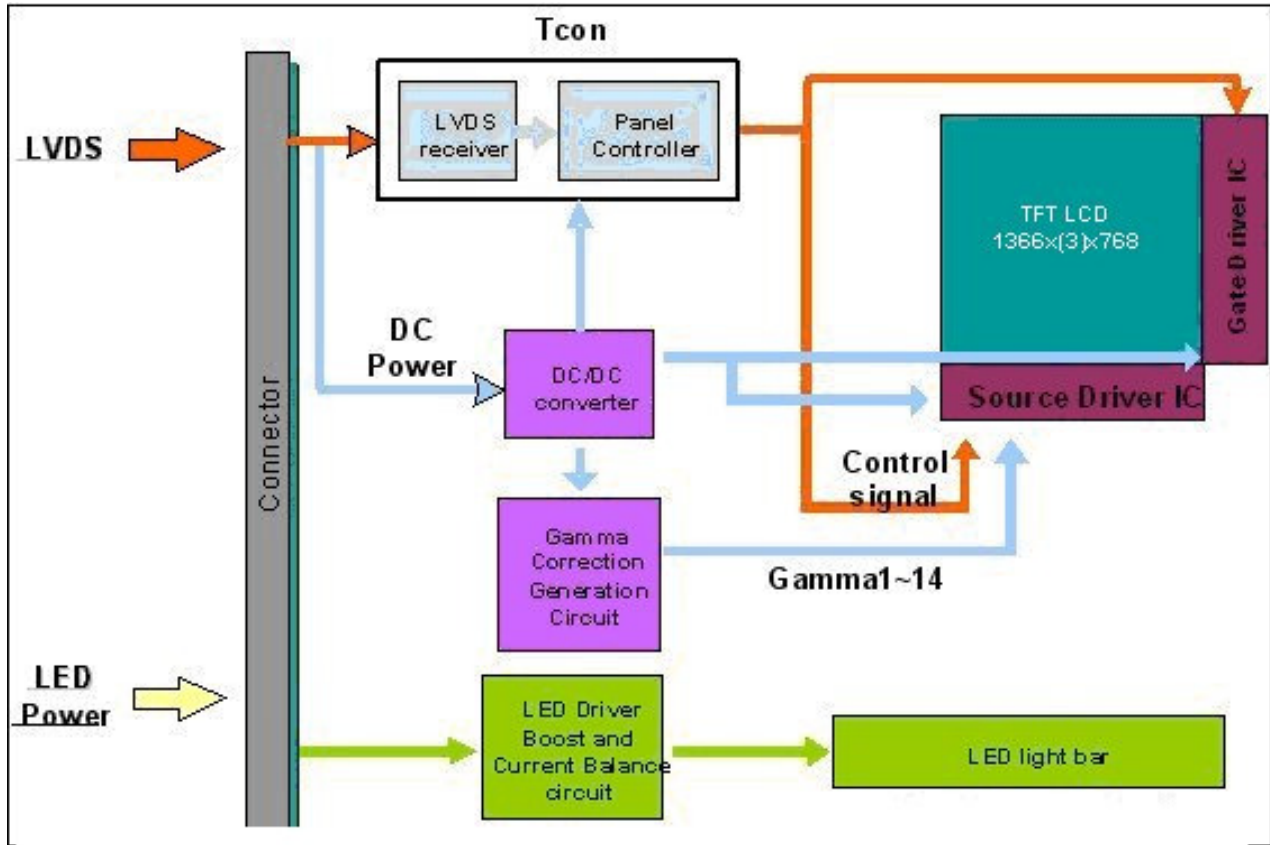 Tcon
LVDS
LVDS
receiver
Panel
Controller
TFT LCD
1366x(3)x768
Gate Driver IC
Source Driver IC
DC
Power
DC/DC
converter
Connector
Control
signal
Gamma
Correction
Generation
Circuit
Gamma1~14
LED
Power
LED Driver
Boost and
Current Balance
circuit
LED light bar